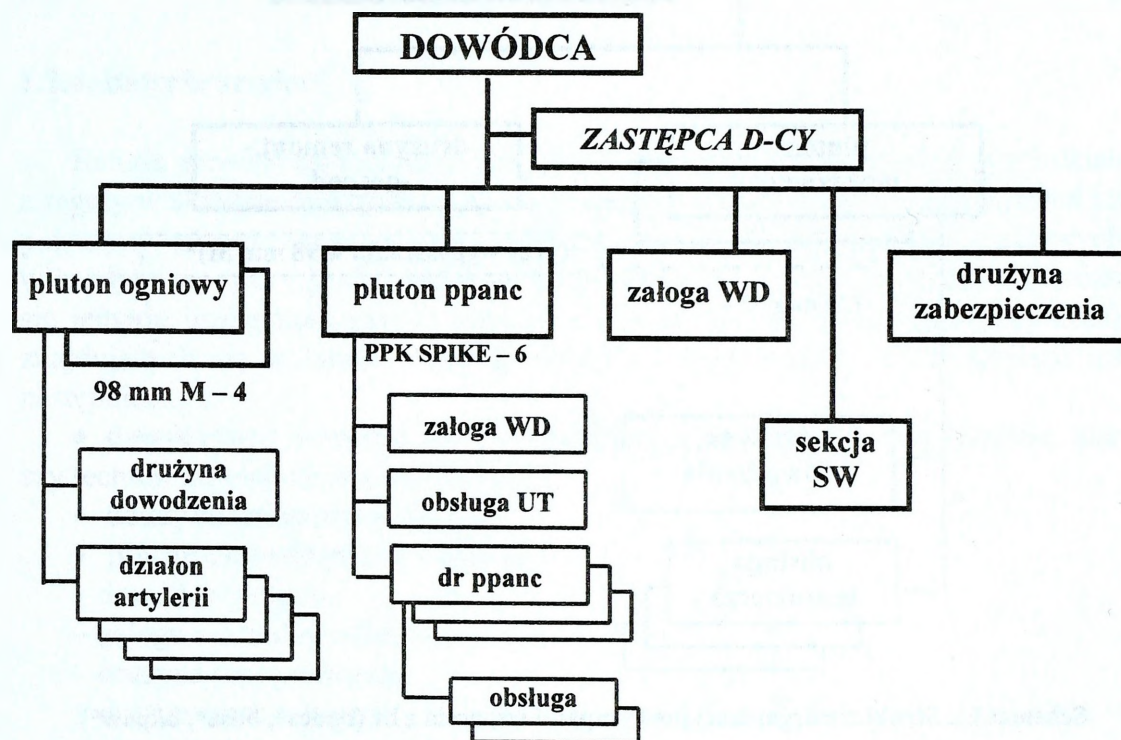 DOWÓDCA
ZASTĘPCA D-CY
pluton ogniowy
98 mm M – 4
drużyna
dowodzenia
działon
artylerii
pluton ppanc
PPK SPIKE – 6
załoga WD
obsługa UT
dr ppanc
obsługa
załoga WD
sekcja
SW
drużyna
zabezpieczenia